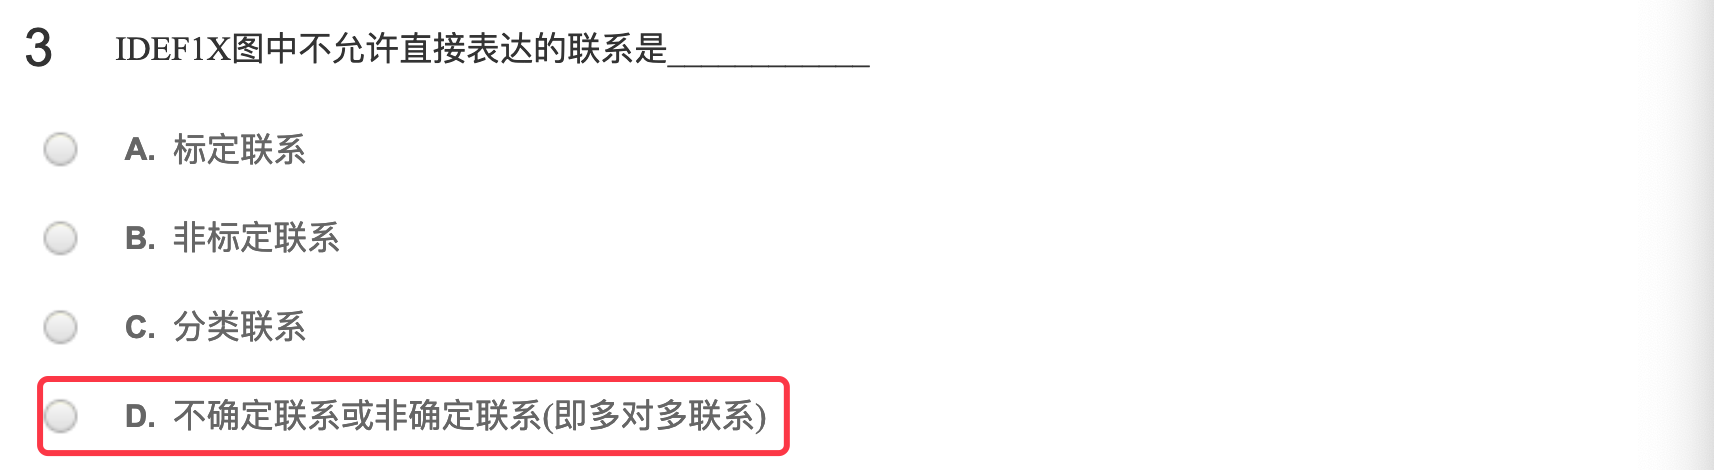 3 IDEF1X图中不允许直接表达的联系是____________
A. 标定联系
B. 非标定联系
C. 分类联系
D. 不确定联系或非确定联系(即多对多联系)